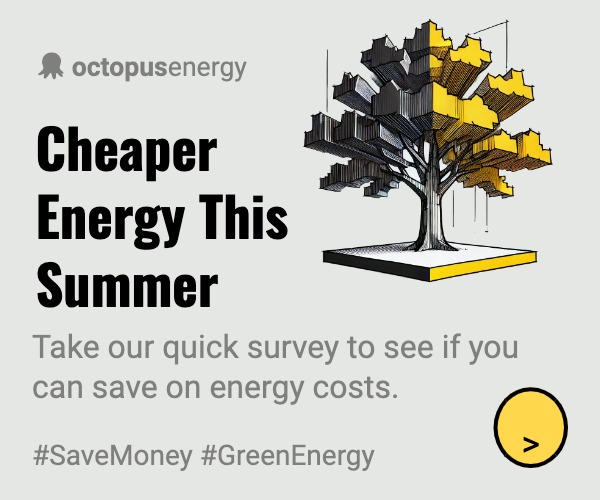 octopusenergy
Cheaper
Energy This
Summer
Take our quick survey to see if you
can save on energy costs.
#SaveMoney #GreenEnergy
>